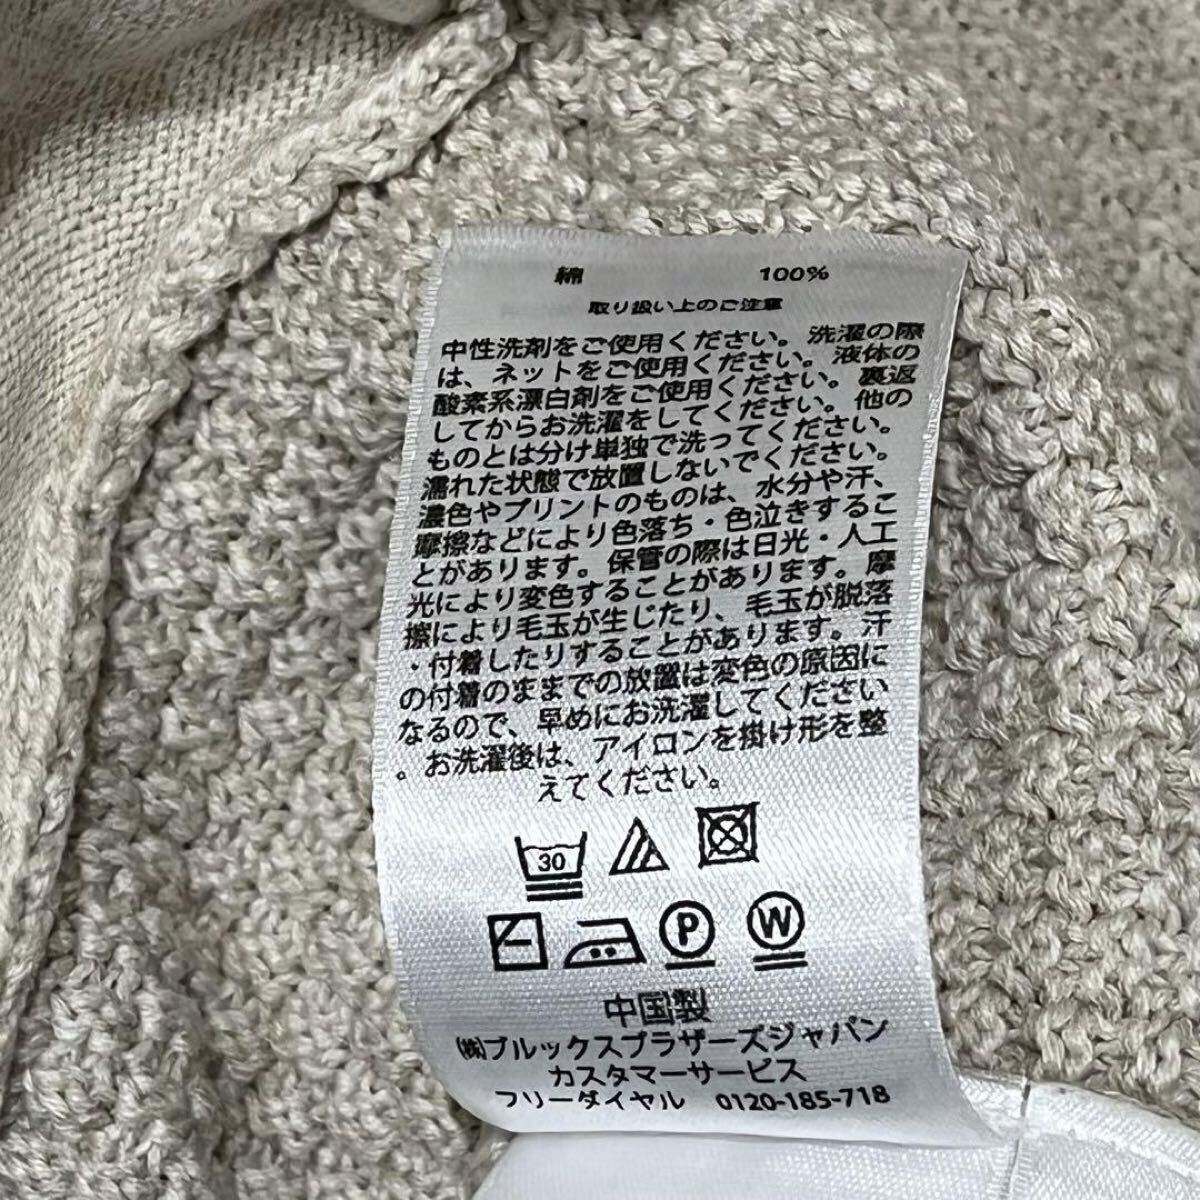 綿 100%
取り扱い上のご注意
中性洗剤をご使用ください。洗濯の際
は、ネットをご使用ください。液体の
酸素系漂白剤をご使用ください。裏返
してからお洗濯をしてください。他の
ものとは分け単独で洗ってください。
濡れた状態で放置しないでください。
濃色やプリントのものは、水分や汗、
摩擦などにより色落ち・色泣きするこ
とがあります。保管の際は日光・人工
光により変色することがあります。摩
擦により毛玉が生じたり、毛玉が脱落
・付着したりすることがあります。汗
の付着のままでの放置は変色の原因に
なるので、早めにお洗濯してください
。お洗濯後は、アイロンを掛け形を整
えてください。
30
P W
中国製
㈱ブルックスブラザーズジャパン
カスタマーサービス
フリーダイヤル 0120-185-718